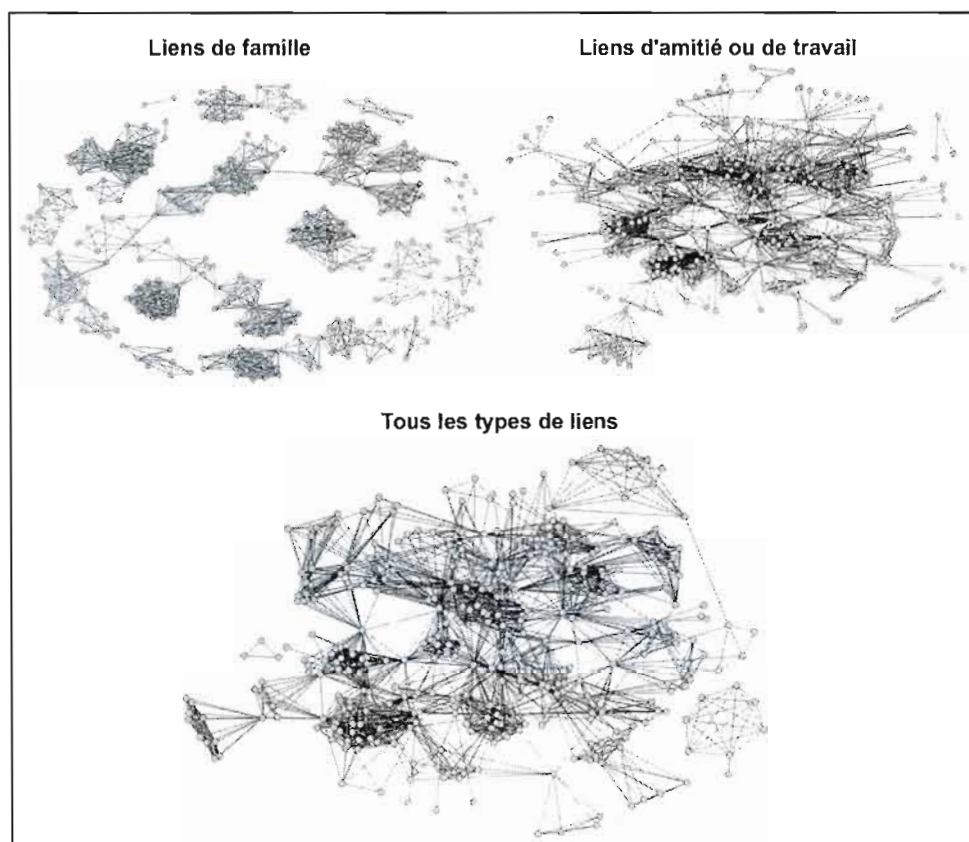 Liens de famille
Liens d'amitié ou de travail
Tous les types de liens